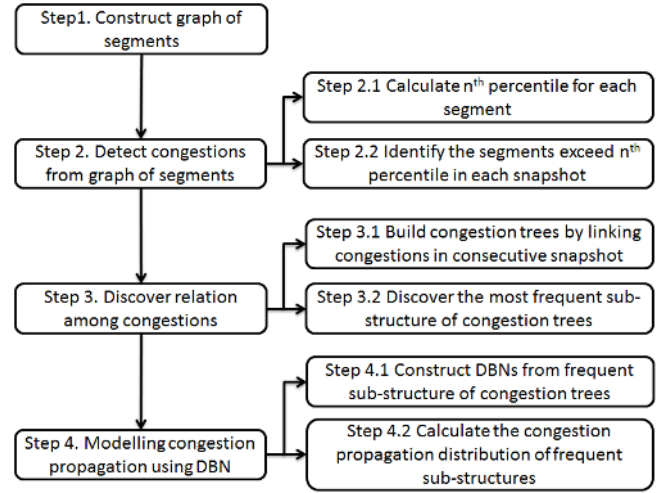 Step1. Construct graph of
segments
Step 2.1 Calculate nth percentile for each
segment
Step 2. Detect congestions
from graph of segments
Step 2.2 Identify the segments exceed nth
percentile in each snapshot
Step 3.1 Build congestion trees by linking
congestions in consecutive snapshot
Step 3. Discover relation
among congestions
Step 3.2 Discover the most frequent sub-
structure of congestion trees
Step 4.1 Construct DBNs from frequent
sub-structure of congestion trees
Step 4. Modelling congestion
propagation using DBN
Step 4.2 Calculate the congestion
propagation distribution of frequent
sub-structures